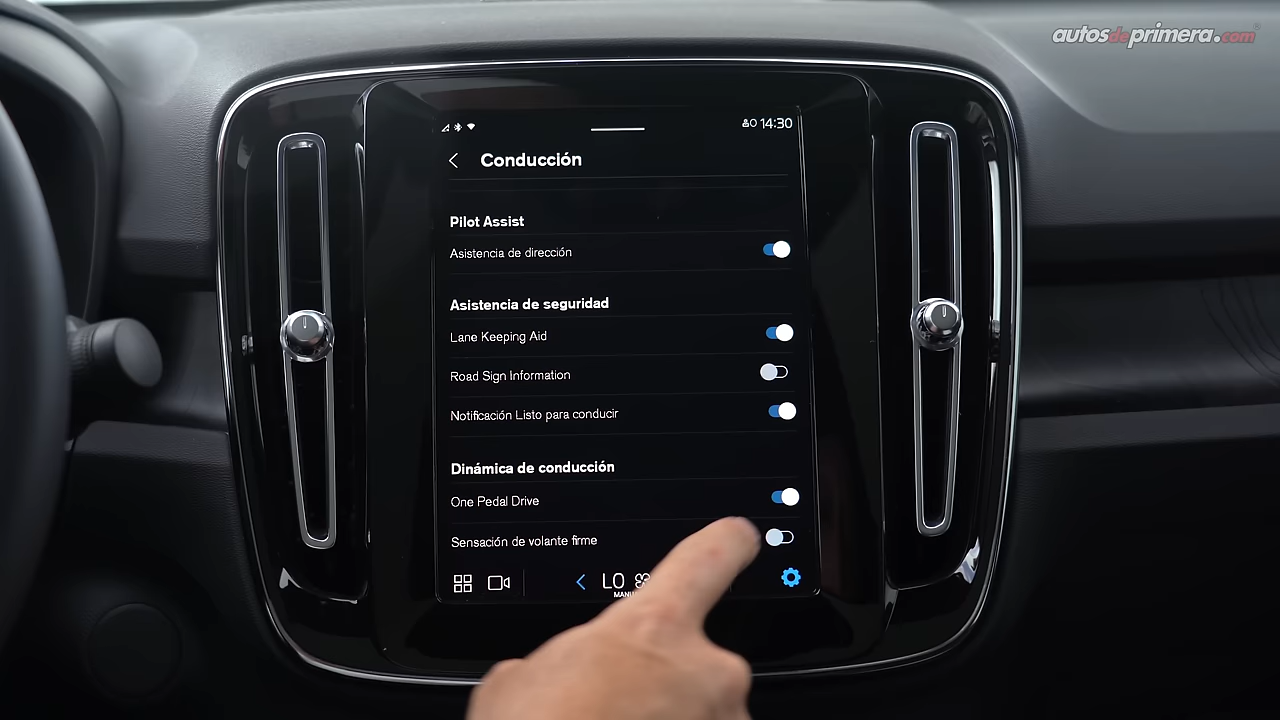 autosdeprimera.com
14:30
Conducción
Pilot Assist
Asistencia de dirección
Asistencia de seguridad
Lane Keeping Aid
Road Sign Information
Notificación Listo para conducir
Dinámica de conducción
One Pedal Drive
Sensación de volante firme
LO